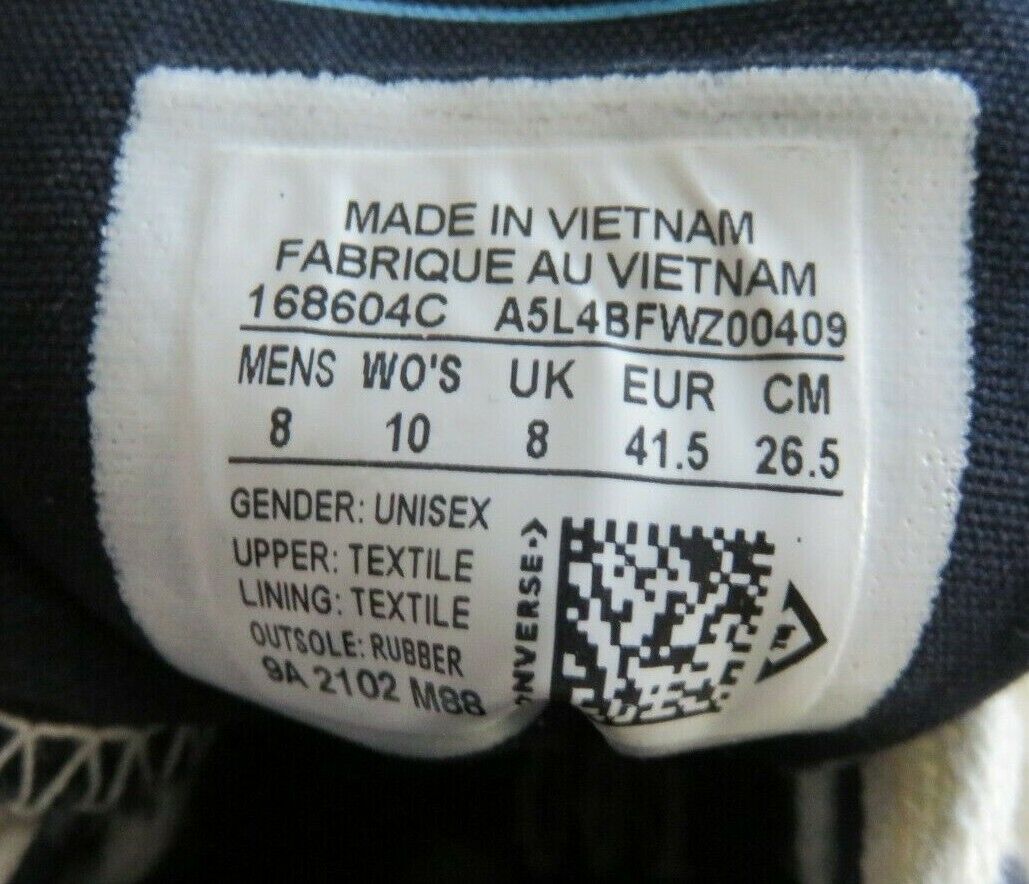 MADE IN VIETNAM
FABRIQUE AU VIETNAM
168604C A5L4BFWZ00409
MENS WO'S UK EUR CM
8 10 8 41.5 26.5
GENDER: UNISEX
UPPER: TEXTILE
LINING: TEXTILE
OUTSOLE: RUBBER
9A 2102 M88
ONVERSE